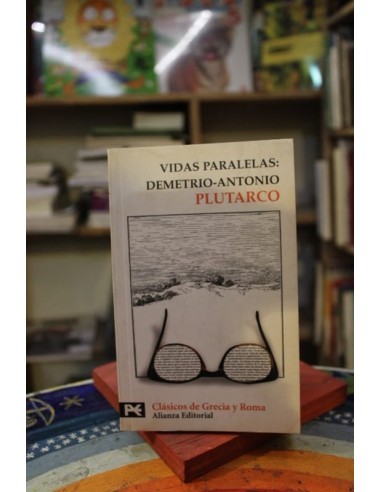 VIDAS PARALELAS:
DEMETRIO-ANTONIO
PLUTARCO
Clásicos de Grecia y Roma
Alianza Editorial